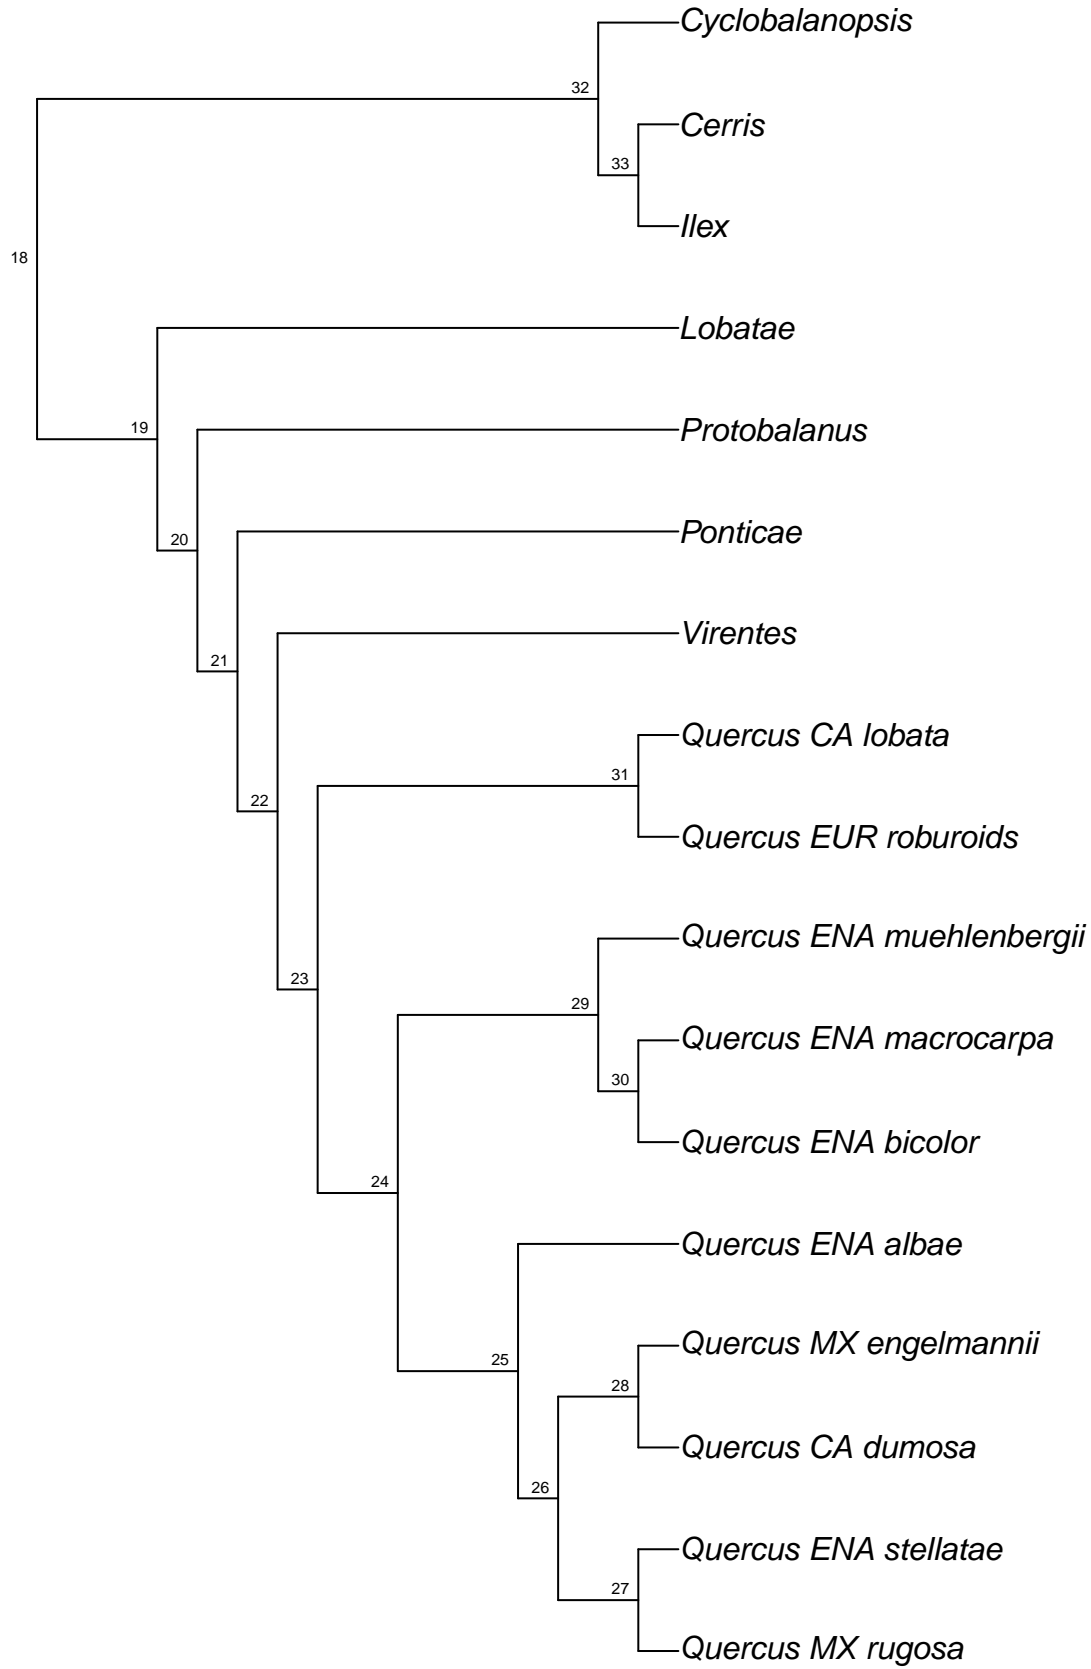 Cyclobalanopsis
32
Cerris
33
Ilex
18
Lobatae
19
Protobalanus
20
Ponticae
Virentes
21
Quercus CA lobata
31
22
Quercus EUR roburoids
Quercus ENA muehlenbergii
23
29
Quercus ENA macrocarpa
30
Quercus ENA bicolor
24
Quercus ENA albae
Quercus MX engelmannii
25
28
Quercus CA dumosa
26
Quercus ENA stellatae
27
Quercus MX rugosa